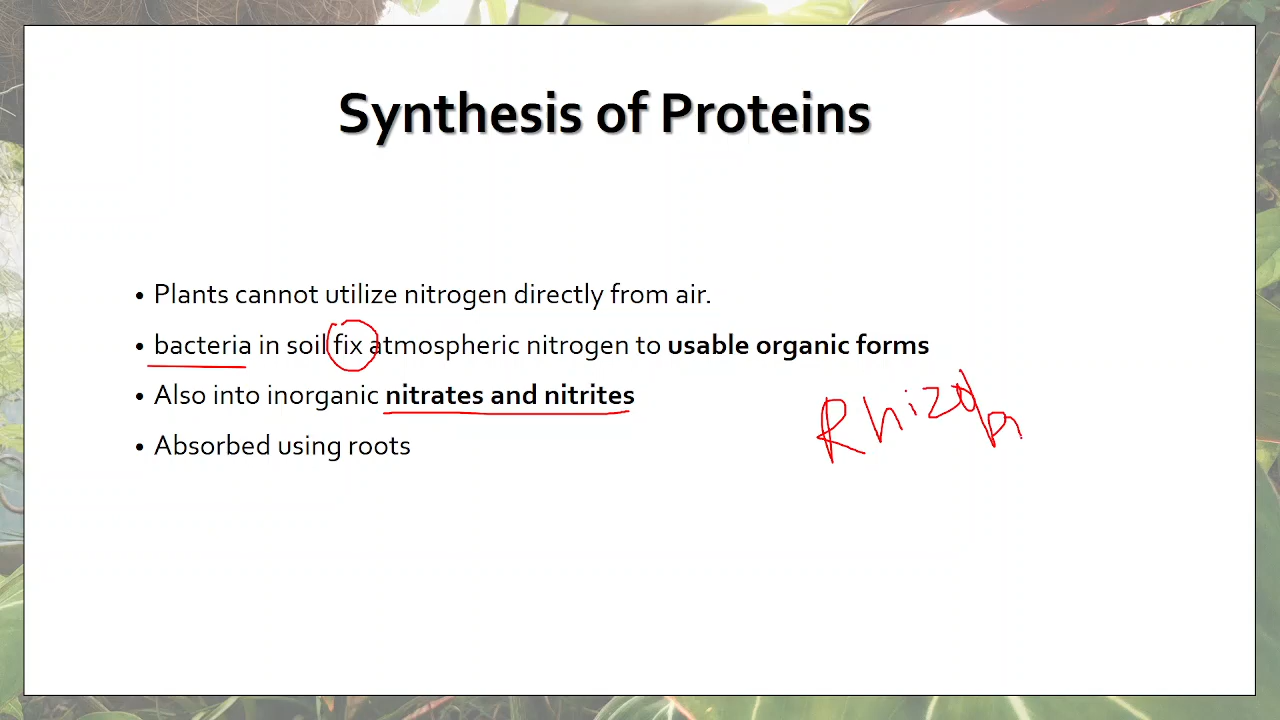 Synthesis of Proteins
• Plants cannot utilize nitrogen directly from air.
• bacteria in soil fix atmospheric nitrogen to usable organic forms
• Also into inorganic nitrates and nitrites
• Absorbed using roots